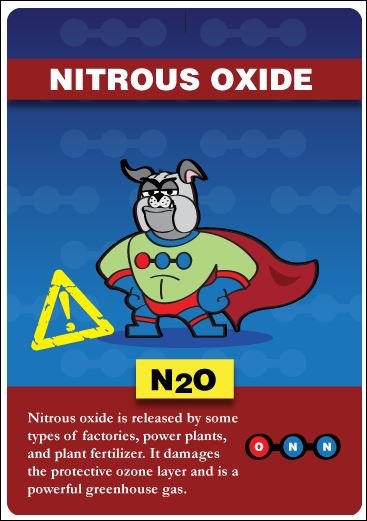 NITROUS OXIDE
!
N2O
Nitrous oxide is released by some
types of factories, power plants,
and plant fertilizer. It damages
the protective ozone layer and is a
powerful greenhouse gas.
O N N